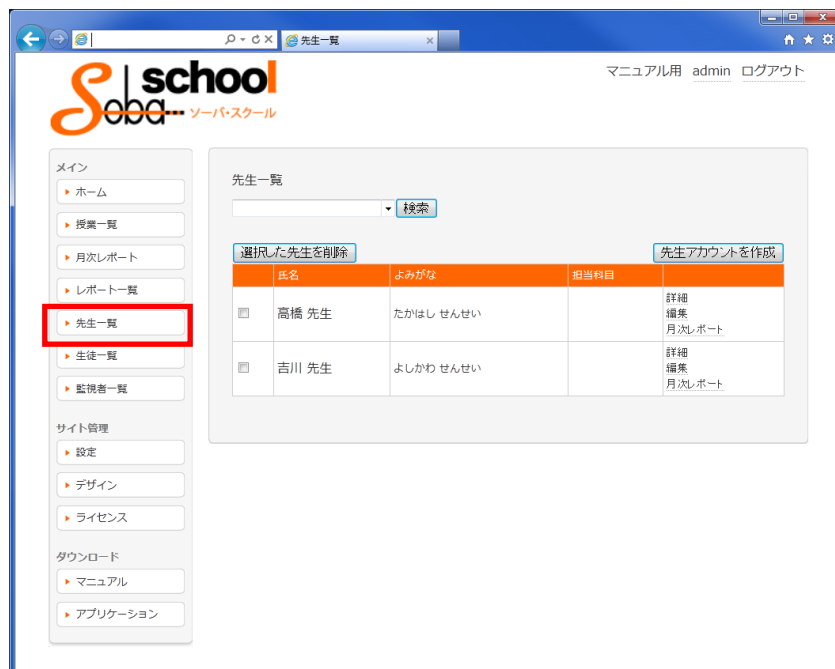 先生一覧
school
Soba
ソーバ・スクール
マニュアル用 admin ログアウト
メイン
ホーム
授業一覧
月次レポート
レポート一覧
先生一覧
生徒一覧
監視者一覧
サイト管理
設定
デザイン
ライセンス
ダウンロード
マニュアル
アプリケーション
先生一覧
検索
選択した先生を削除 先生アカウントを作成
氏名 よみがな 担当科目
高橋 先生 たかはし せんせい 詳細
編集
月次レポート
吉川 先生 よしかわ せんせい 詳細
編集
月次レポート